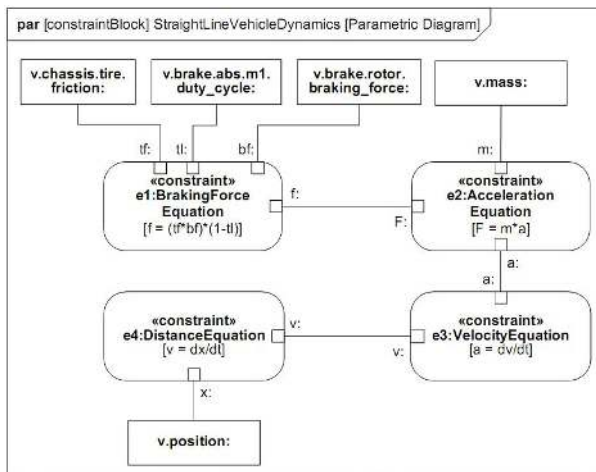 par [constraintBlock] StraightLineVehicleDynamics [Parametric Diagram]
v.chassis.tire.
friction:
v.brake.abs.m1.
duty_cycle:
v.brake.rotor.
braking_force:
v.mass:
tf:
tl:
bf:
m:
«constraint»
e1:BrakingForce
Equation
[f = (tf*bf)*(1-tl)]
f:
F:
«constraint»
e2:Acceleration
Equation
[F = m*a]
a:
a:
«constraint»
e4:DistanceEquation
[v = dx/dt]
v:
v:
«constraint»
e3:VelocityEquation
[a = dv/dt]
x:
v.position: